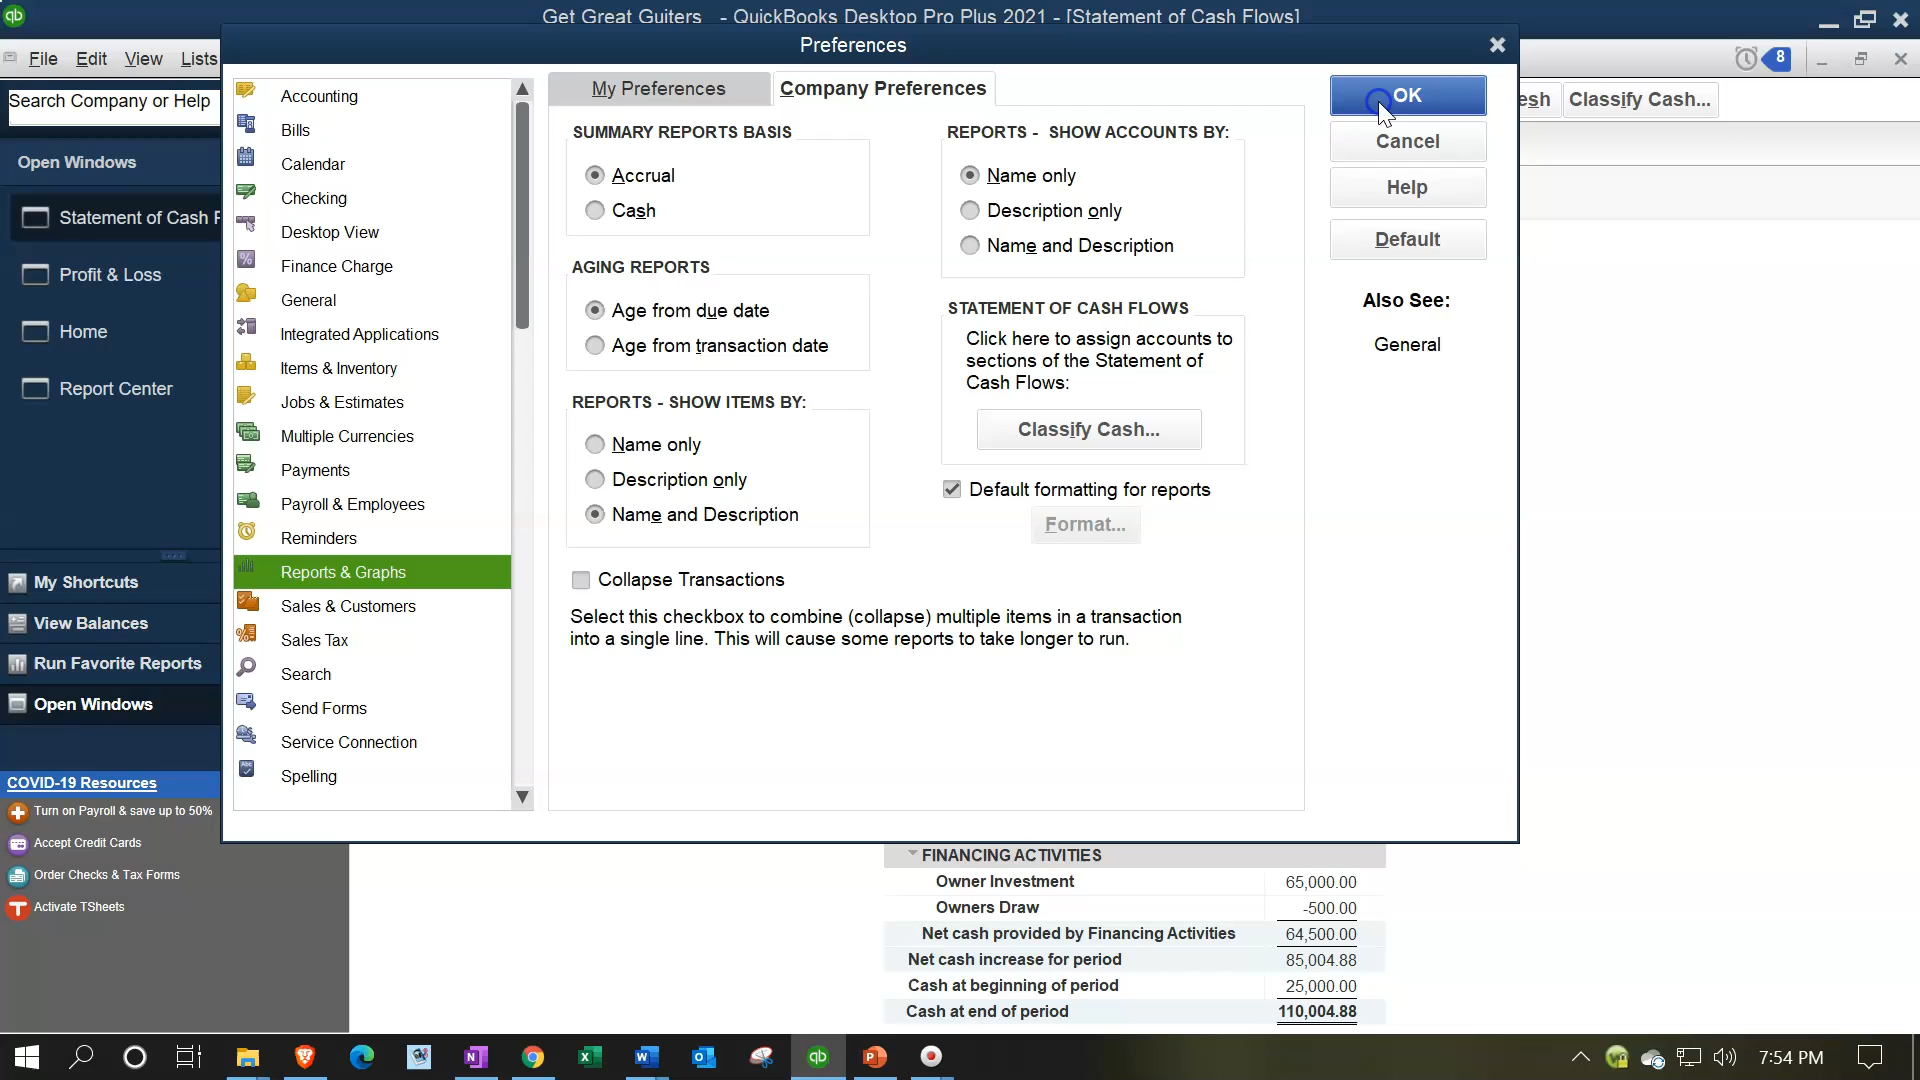 Get Great Guiters - QuickBooks Desktop Pro Plus 2021 - [Statement of Cash Flows]
Preferences
File Edit View Lists
8
Search Company or Help
esh
Classify Cash...
Open Windows
Statement of Cash F
Profit & Loss
Home
Report Center
My Shortcuts
View Balances
Run Favorite Reports
Open Windows
COVID-19 Resources
Turn on Payroll & save up to 50%
Accept Credit Cards
Order Checks & Tax Forms
Activate TSheets
Accounting
Bills
Calendar
Checking
Desktop View
Finance Charge
General
Integrated Applications
Items & Inventory
Jobs & Estimates
Multiple Currencies
Payments
Payroll & Employees
Reminders
Reports & Graphs
Sales & Customers
Sales Tax
Search
Send Forms
Service Connection
Spelling
My Preferences
Company Preferences
SUMMARY REPORTS BASIS
Accrual
Cash
AGING REPORTS
Age from due date
Age from transaction date
REPORTS - SHOW ITEMS BY:
Name only
Description only
Name and Description
REPORTS - SHOW ACCOUNTS BY:
Name only
Description only
Name and Description
STATEMENT OF CASH FLOWS
Click here to assign accounts to
sections of the Statement of
Cash Flows:
Classify Cash...
Default formatting for reports
Format...
Collapse Transactions
Select this checkbox to combine (collapse) multiple items in a transaction
into a single line. This will cause some reports to take longer to run.
OK
Cancel
Help
Default
Also See:
General
FINANCING ACTIVITIES
Owner Investment 65,000.00
Owners Draw -500.00
Net cash provided by Financing Activities 64,500.00
Net cash increase for period 85,004.88
Cash at beginning of period 25,000.00
Cash at end of period 110,004.88
7:54 PM